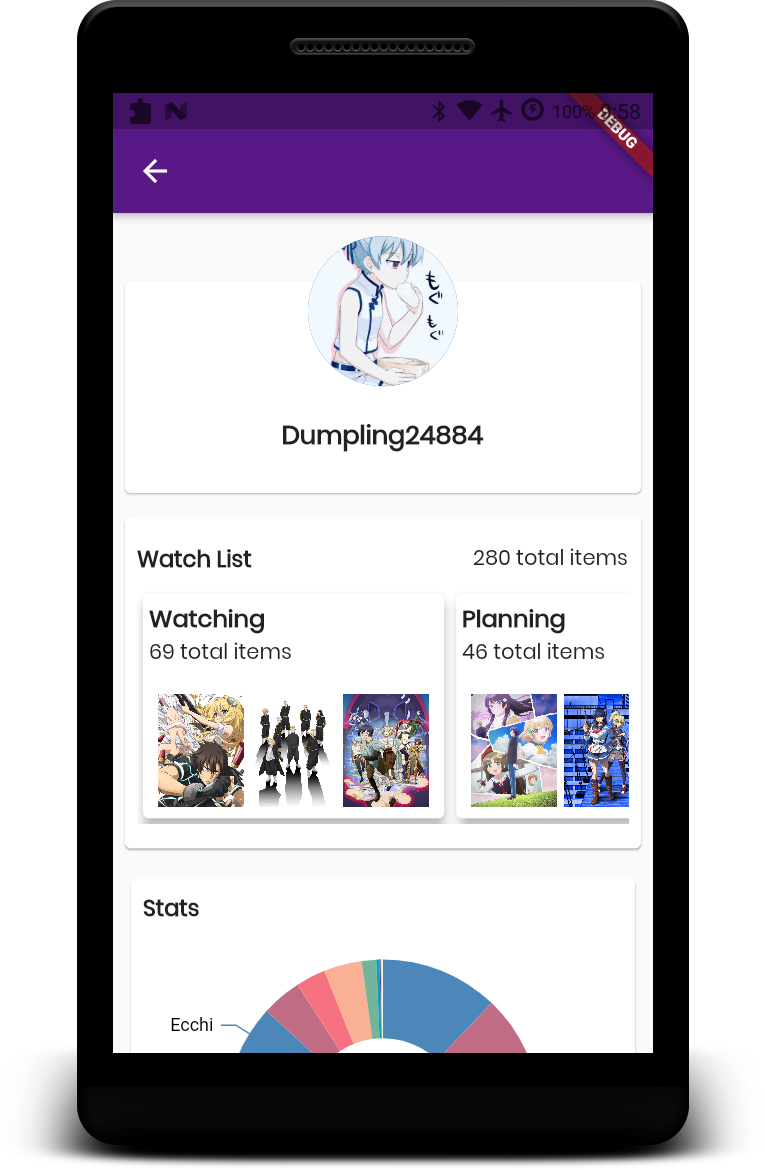 100% 9:58
DEBUG
もぐ
もぐ
Dumpling24884
Watch List
280 total items
Watching
69 total items
Planning
46 total items
Stats
Ecchi